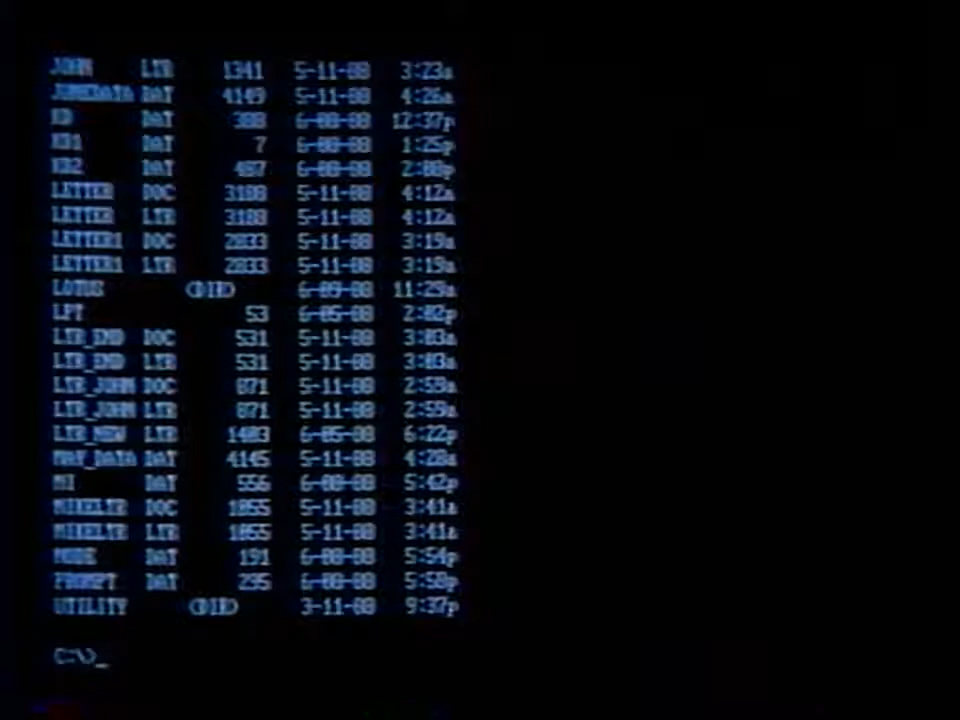 JOHN LTR 1341 5-11-88 3:23a
JUNEDATA DAT 4149 5-11-88 4:26a
KD DAT 388 6-08-88 12:37p
KD1 DAT 7 6-08-88 1:25p
KD2 DAT 487 6-08-88 2:08p
LETTER DOC 3188 5-11-88 4:12a
LETTER LTR 3188 5-11-88 4:12a
LETTER1 DOC 2833 5-11-88 3:19a
LETTER1 LTR 2833 5-11-88 3:19a
LOTUS <DIR> 6-09-88 11:29a
LPT 53 6-05-88 2:02p
LTR_END DOC 531 5-11-88 3:03a
LTR_END LTR 531 5-11-88 3:03a
LTR_JOHN DOC 871 5-11-88 2:59a
LTR_JOHN LTR 871 5-11-88 2:59a
LTR_NEW LTR 1403 6-05-88 6:22p
MAY_DATA DAT 4145 5-11-88 4:28a
DAT 556 6-08-88 5:42p
MIKELTR DOC 1055 5-11-88 3:41a
MIKELTR LTR 1055 5-11-88 3:41a
MODE DAT 191 6-08-88 5:54p
PROMPT DAT 235 6-08-88 5:58p
UTILITY <DIR> 3-11-88 9:37p
C:\>_